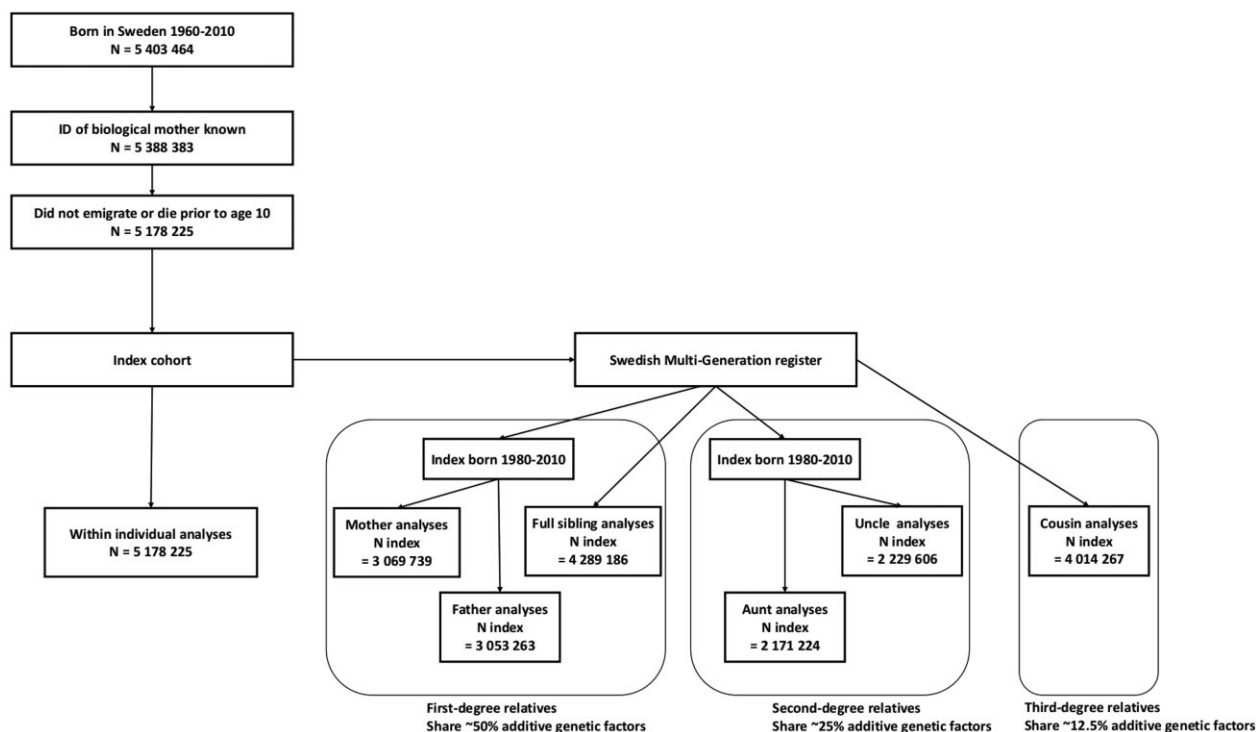 Born in Sweden 1960-2010
N = 5 403 464
ID of biological mother known
N = 5 388 383
Did not emigrate or die prior to age 10
N = 5 178 225
Index cohort
Swedish Multi-Generation register
Within individual analyses
N = 5 178 225
Index born 1980-2010
Mother analyses
N index
= 3 069 739
Father analyses
N index
= 3 053 263
Full sibling analyses
N index
= 4 289 186
First-degree relatives
Share ~50% additive genetic factors
Index born 1980-2010
Aunt analyses
N index
= 2 171 224
Uncle analyses
N index
= 2 229 606
Second-degree relatives
Share ~25% additive genetic factors
Cousin analyses
N index
= 4 014 267
Third-degree relatives
Share ~12.5% additive genetic factors